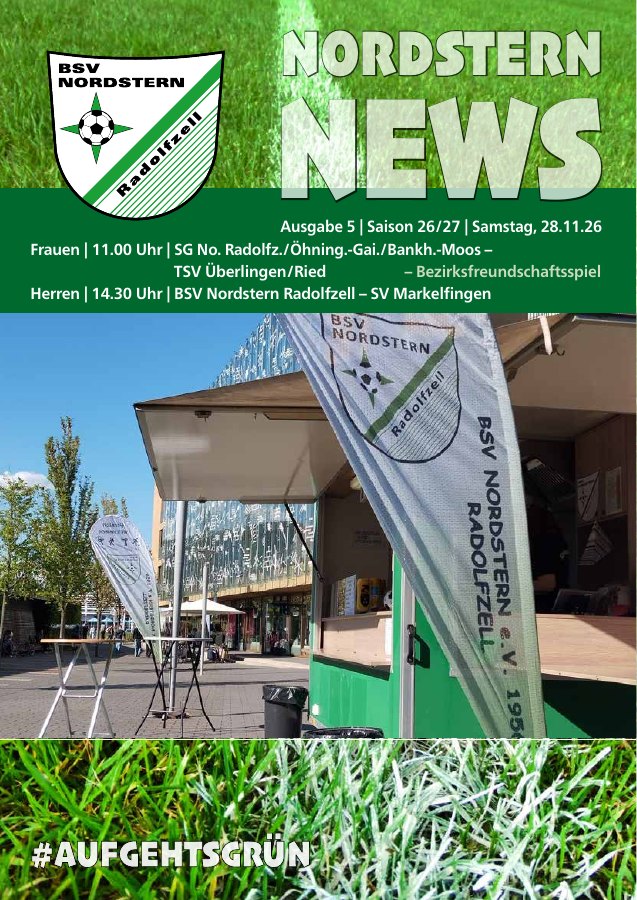 BSV
NORDSTERN
Radolfzell
NORDSTERN
NEWS
Ausgabe 5 | Saison 26/27 | Samstag, 28.11.26
Frauen | 11.00 Uhr | SG No. Radolfz./Öhning.-Gai./Bankh.-Moos –
TSV Überlingen/Ried – Bezirksfreundschaftsspiel
Herren | 14.30 Uhr | BSV Nordstern Radolfzell – SV Markelfingen
BSV
NORDSTERN
Radolfzell
BSV NORDSTERN e.V. 195
RADOLFZELL
#AUFGEHTSGRÜN